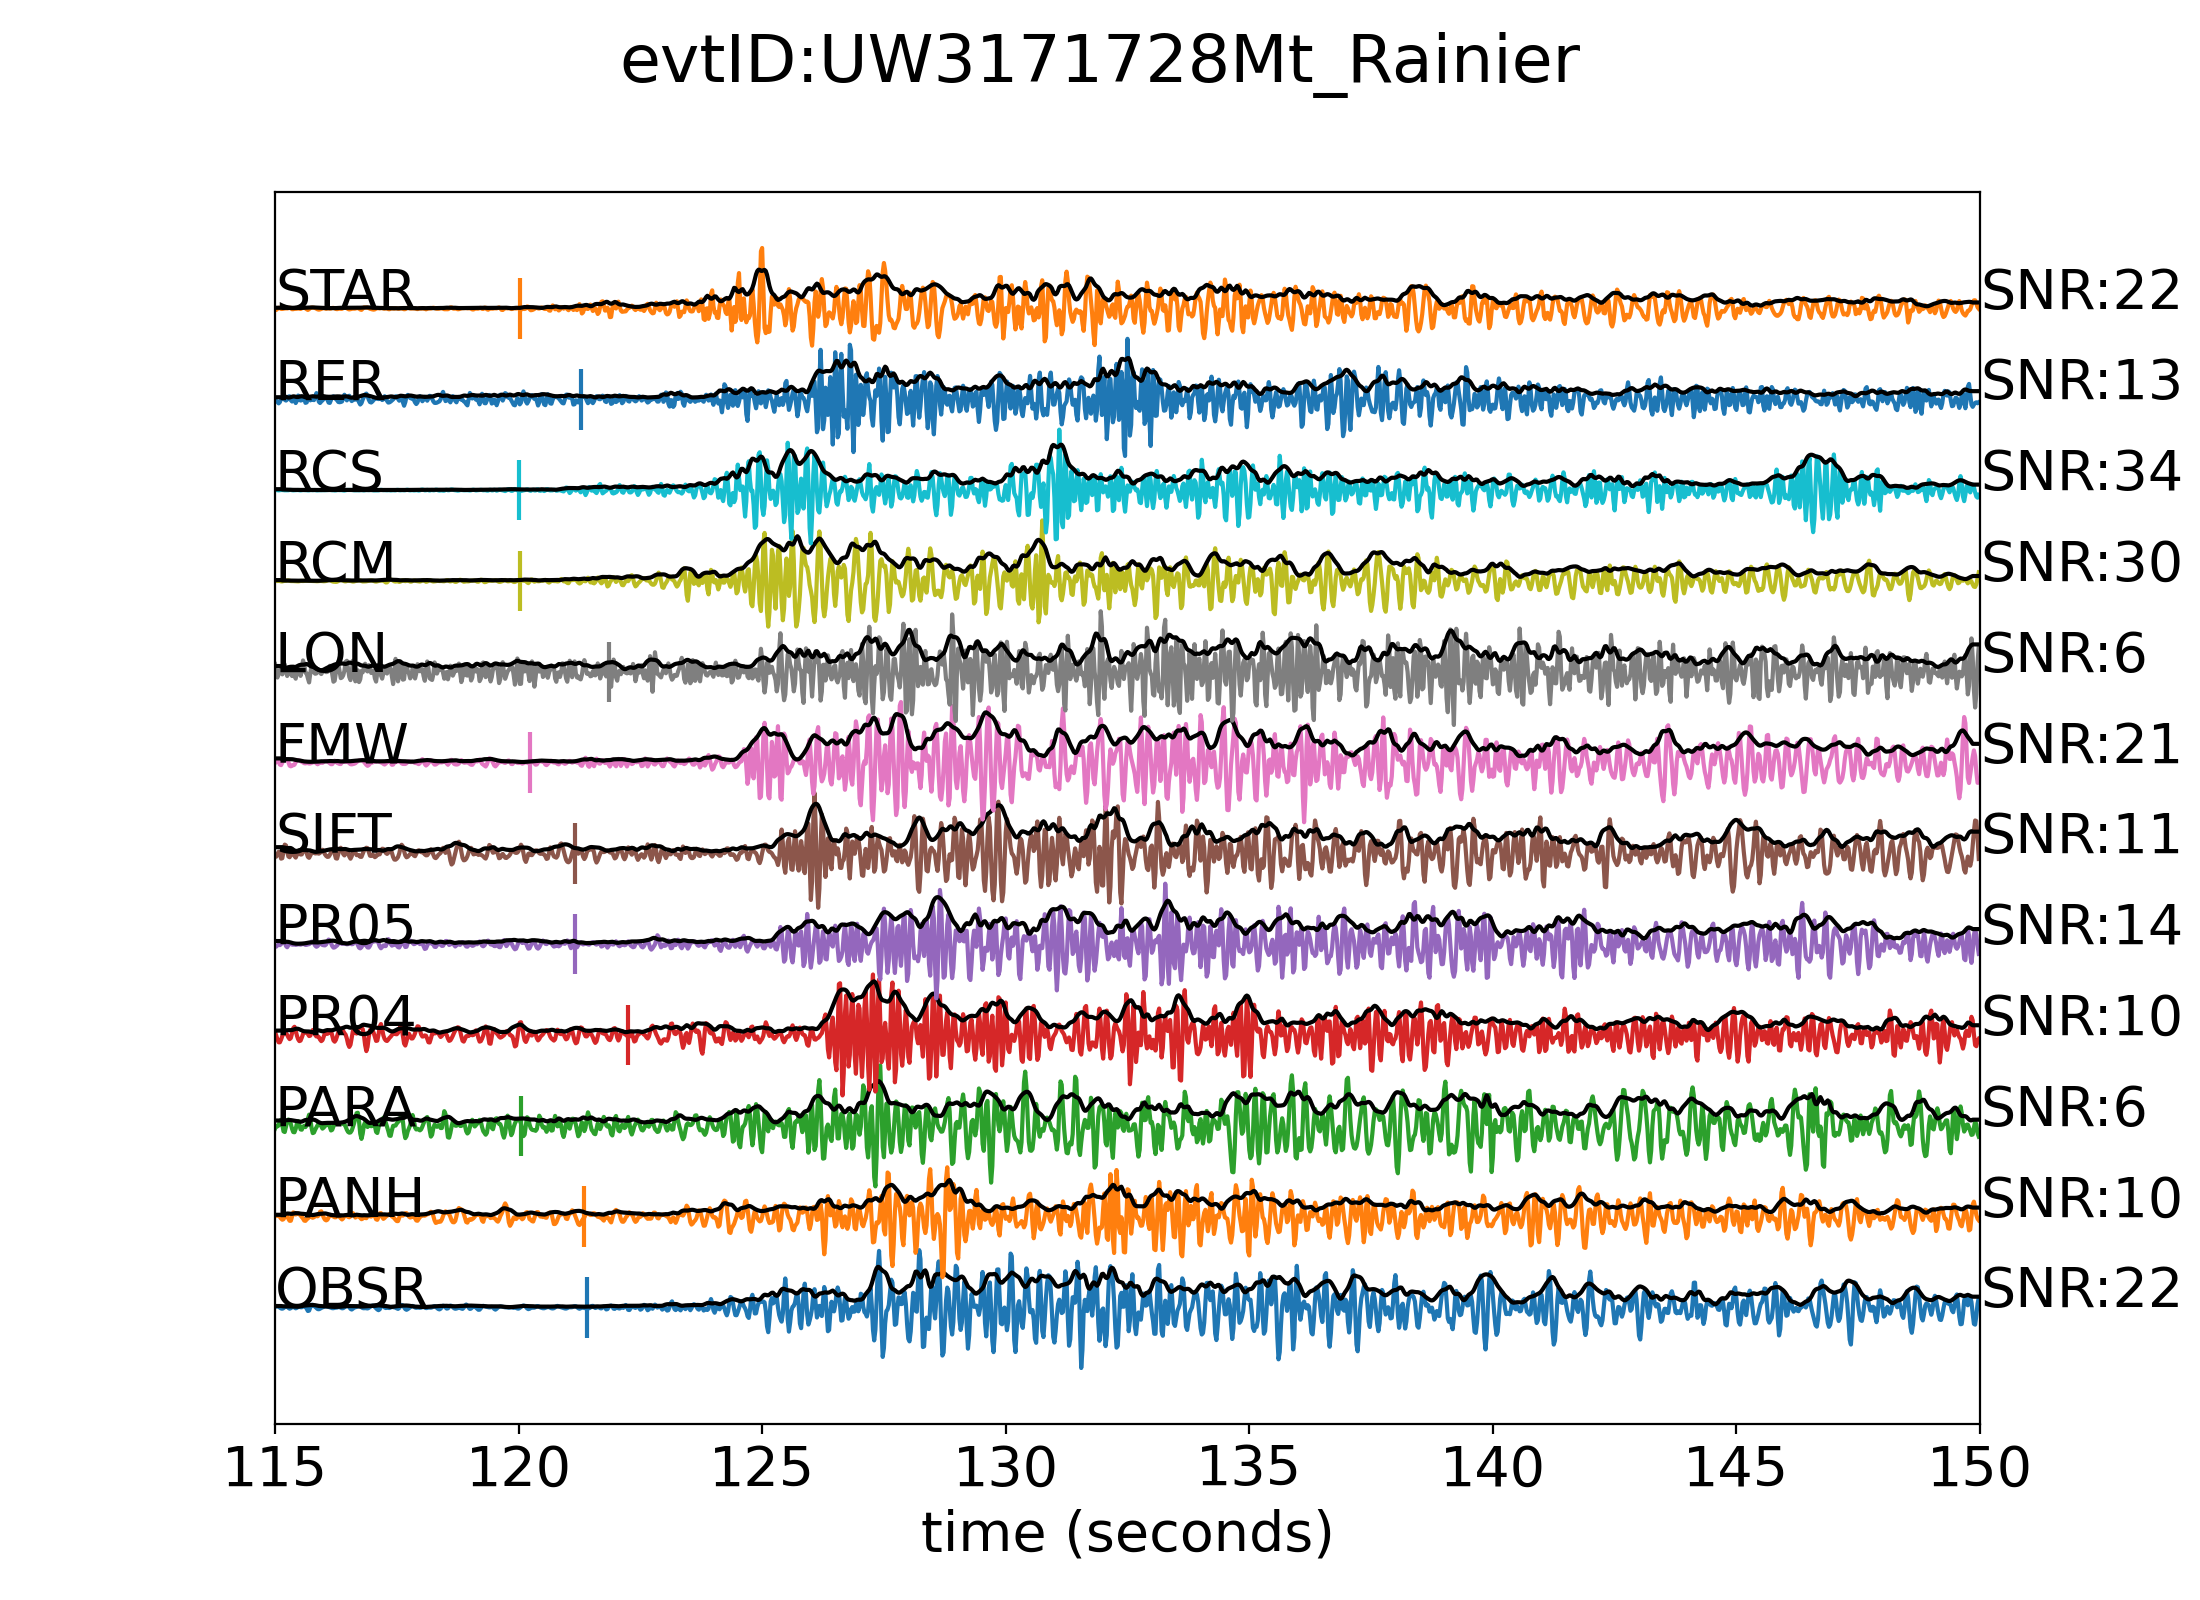 evtID:UW3171728Mt_Rainier
STAR SNR:22
RER SNR:13
RCS SNR:34
RCM SNR:30
LON SNR:6
FMW SNR:21
SIFT SNR:11
PR05 SNR:14
PR04 SNR:10
PARA SNR:6
PANH SNR:10
OBSR SNR:22
115 120 125 130 135 140 145 150
time (seconds)